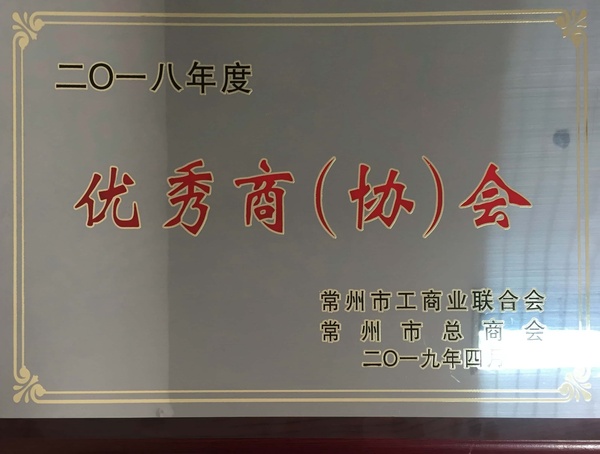 二〇一八年度
优秀商(协)会
常州市工商业联合会
常州市总商会
二〇一九年四月